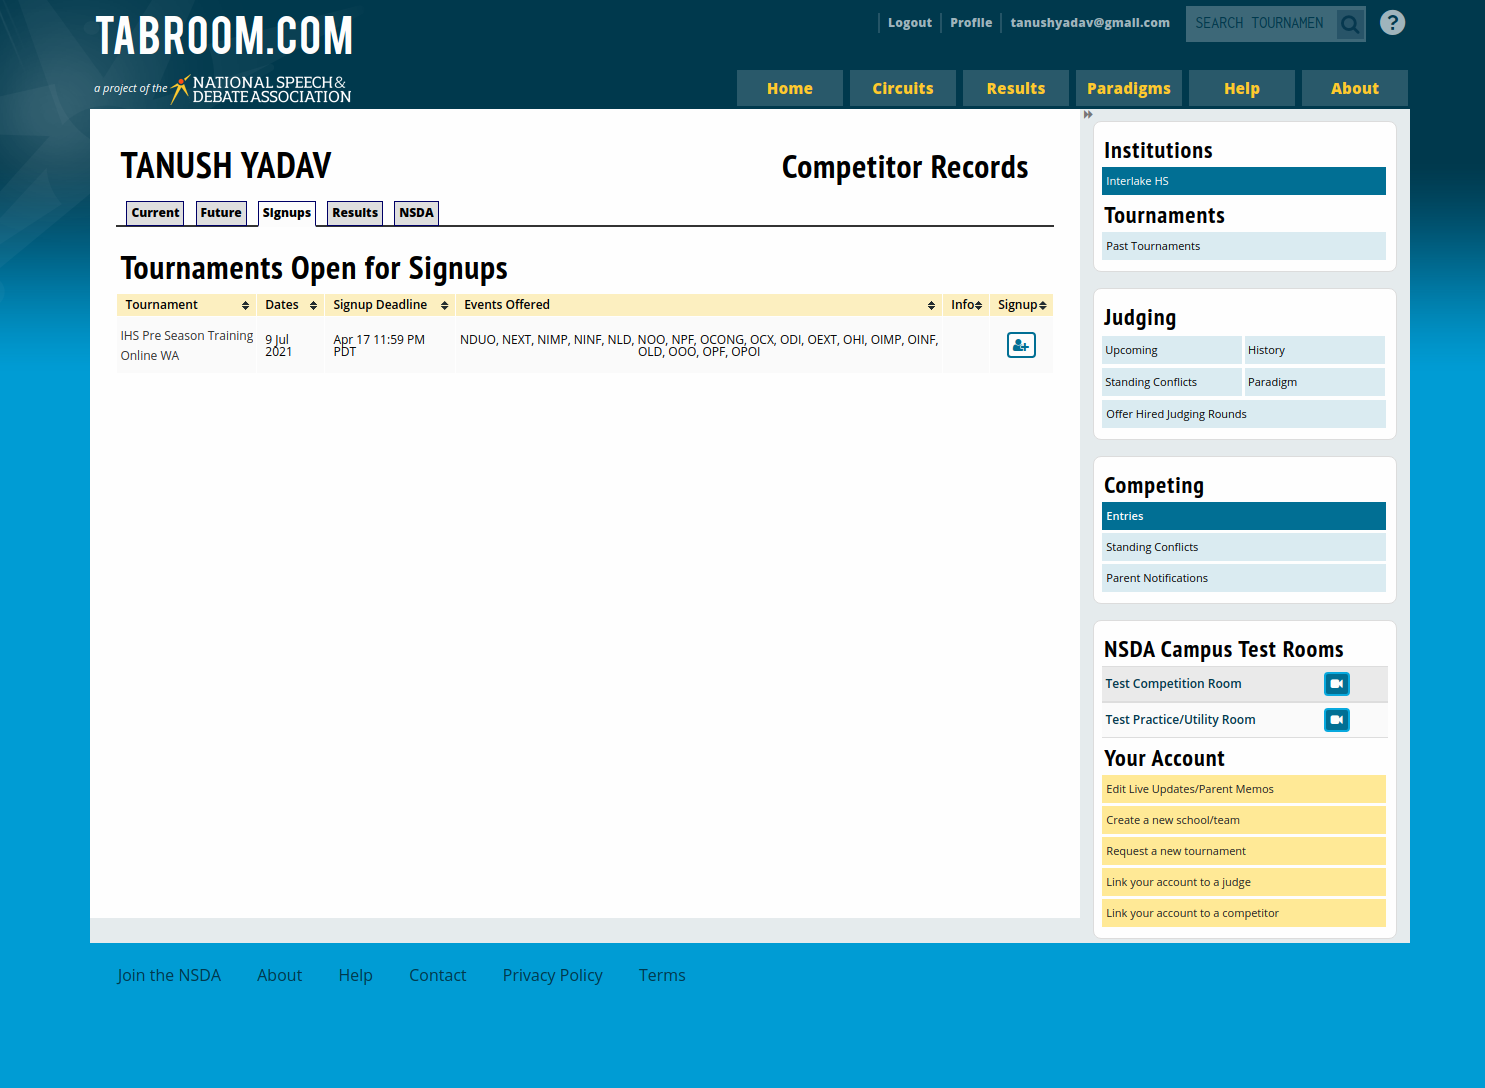 TABROOM.COM
a project of the NATIONAL SPEECH &
DEBATE ASSOCIATION
Logout
Profile
tanushyadav@gmail.com
SEARCH TOURNAMEN
?
Home
Circuits
Results
Paradigms
Help
About
TANUSH YADAV
Competitor Records
Current
Future
Signups
Results
NSDA
Tournaments Open for Signups
Tournament
Dates
Signup Deadline
Events Offered
Info
Signup
IHS Pre Season Training
Online WA
9 Jul
2021
Apr 17 11:59 PM
PDT
NDUO, NEXT, NIMP, NINF, NLD, NOO, NPF, OCONG, OCX, ODI, OEXT, OHI, OIMP, OINF,
OLD, OOO, OPF, OPOI
Institutions
Interlake HS
Tournaments
Past Tournaments
Judging
Upcoming
History
Standing Conflicts
Paradigm
Offer Hired Judging Rounds
Competing
Entries
Standing Conflicts
Parent Notifications
NSDA Campus Test Rooms
Test Competition Room
Test Practice/Utility Room
Your Account
Edit Live Updates/Parent Memos
Create a new school/team
Request a new tournament
Link your account to a judge
Link your account to a competitor
Join the NSDA
About
Help
Contact
Privacy Policy
Terms